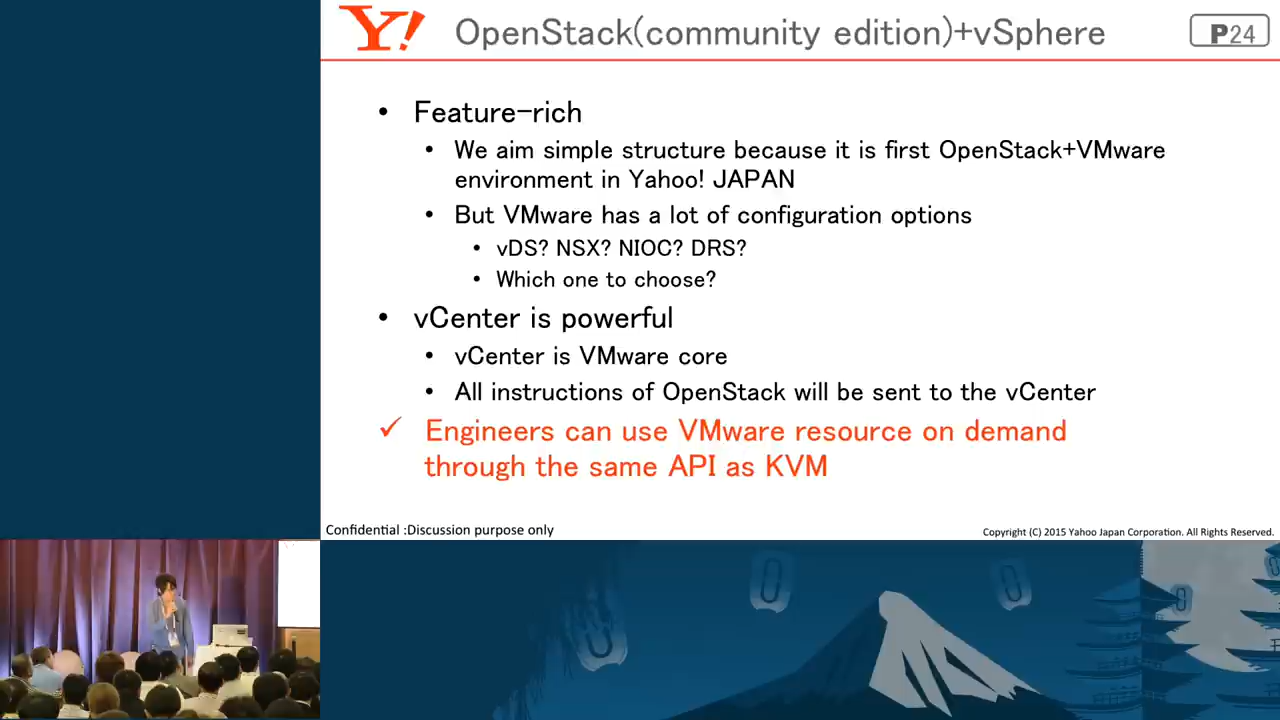 Y! OpenStack(community edition)+vSphere P24
• Feature-rich
• We aim simple structure because it is first OpenStack+VMware
environment in Yahoo! JAPAN
• But VMware has a lot of configuration options
• vDS? NSX? NIOC? DRS?
• Which one to choose?
• vCenter is powerful
• vCenter is VMware core
• All instructions of OpenStack will be sent to the vCenter
✓ Engineers can use VMware resource on demand
through the same API as KVM
Confidential :Discussion purpose only
Copyright (C) 2015 Yahoo Japan Corporation. All Rights Reserved.